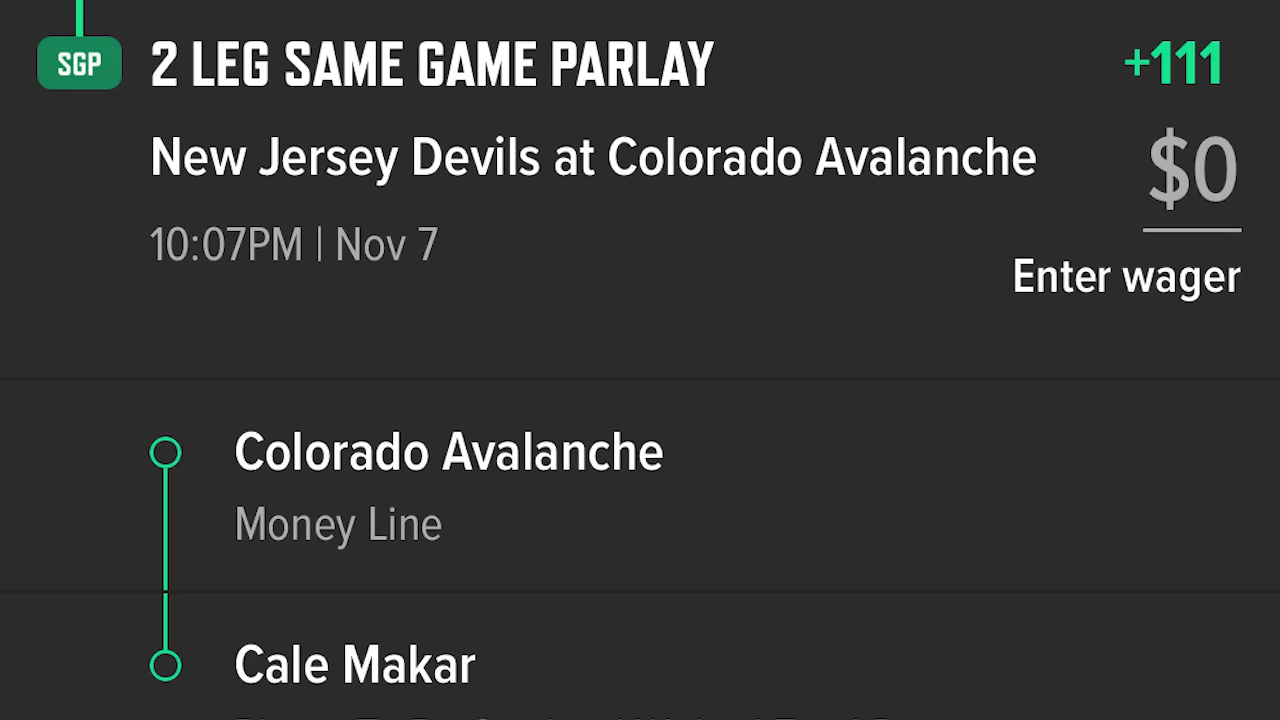 SGP 2 LEG SAME GAME PARLAY +111
New Jersey Devils at Colorado Avalanche $0
10:07PM | Nov 7
Enter wager
Colorado Avalanche
Money Line
Cale Makar